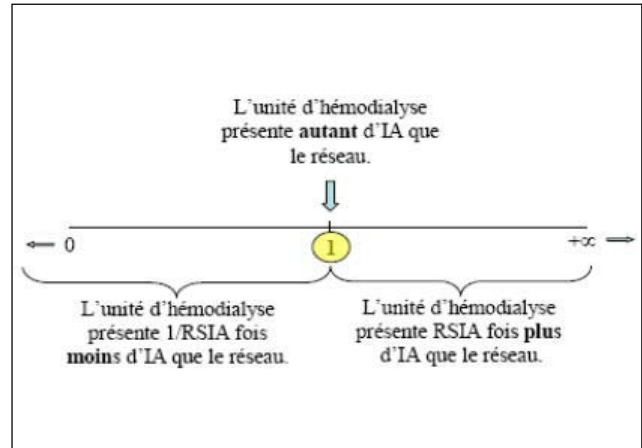 L'unité d'hémodialyse
présente autant d'IA que
le réseau.
0
1
+∞
L'unité d'hémodialyse
présente 1/RSIA fois
moins d'IA que le réseau.
L'unité d'hémodialyse
présente RSIA fois plus
d'IA que le réseau.